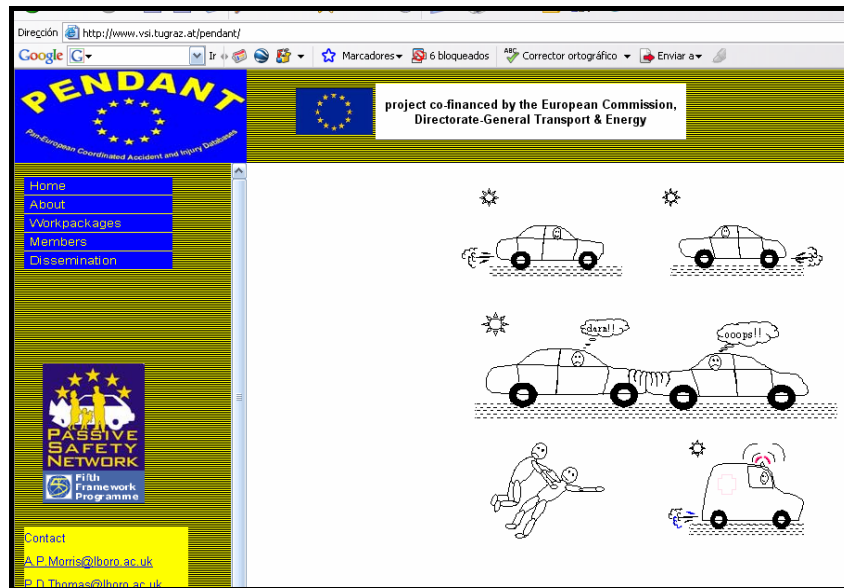 Dirección http://www.vsi.tugraz.at/pendant/
Google G Ir Marcadores 6 bloqueados ABC Corrector ortográfico Enviar a
PENDANT
Pan-European Coordinated Accident and Injury Databases
project co-financed by the European Commission,
Directorate-General Transport & Energy
Home
About
Workpackages
Members
Dissemination
darn!!
ooops!!
PASSIVE
SAFETY
NETWORK
Fifth
Framework
Programme
Contact
A.P.Morris@lboro.ac.uk
P.D.Thomas@lboro.ac.uk